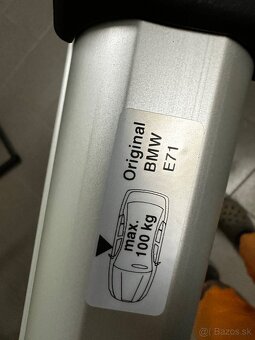 Original
BMW
E71
max.
100 kg
Bazos.sk